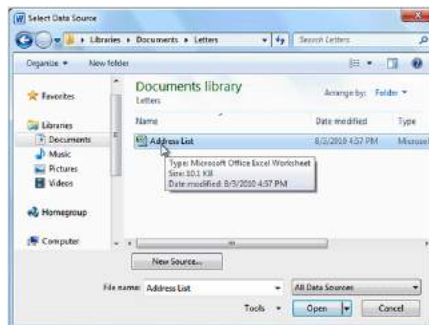 Select Data Source
Libraries Documents Letters
Search Letters
Organize New folder
Favorites
Libraries
Documents
Music
Pictures
Videos
Homegroup
Computer
Documents library
Letters
Arrange by: Folder
Name Date modified Type
Address List 8/3/2010 4:57 PM
Type: Microsoft Office Excel Worksheet
Size: 10.1 KB
Date modified: 8/3/2010 4:57 PM
New Source...
File name: Address List All Data Sources
Tools Open Cancel